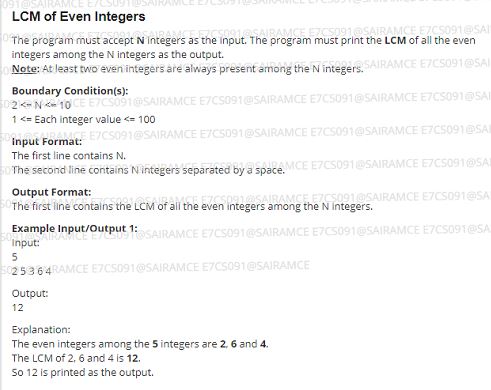 LCM of Even Integers
The program must accept N integers as the input. The program must print the LCM of all the even
integers among the N integers as the output.
Note: At least two even integers are always present among the N integers.
Boundary Condition(s):
2 <= N <= 10
1 <= Each integer value <= 100
Input Format:
The first line contains N.
The second line contains N integers separated by a space.
Output Format:
The first line contains the LCM of all the even integers among the N integers.
Example Input/Output 1:
Input:
5
2 5 3 6 4
Output:
12
Explanation:
The even integers among the 5 integers are 2, 6 and 4.
The LCM of 2, 6 and 4 is 12.
So 12 is printed as the output.